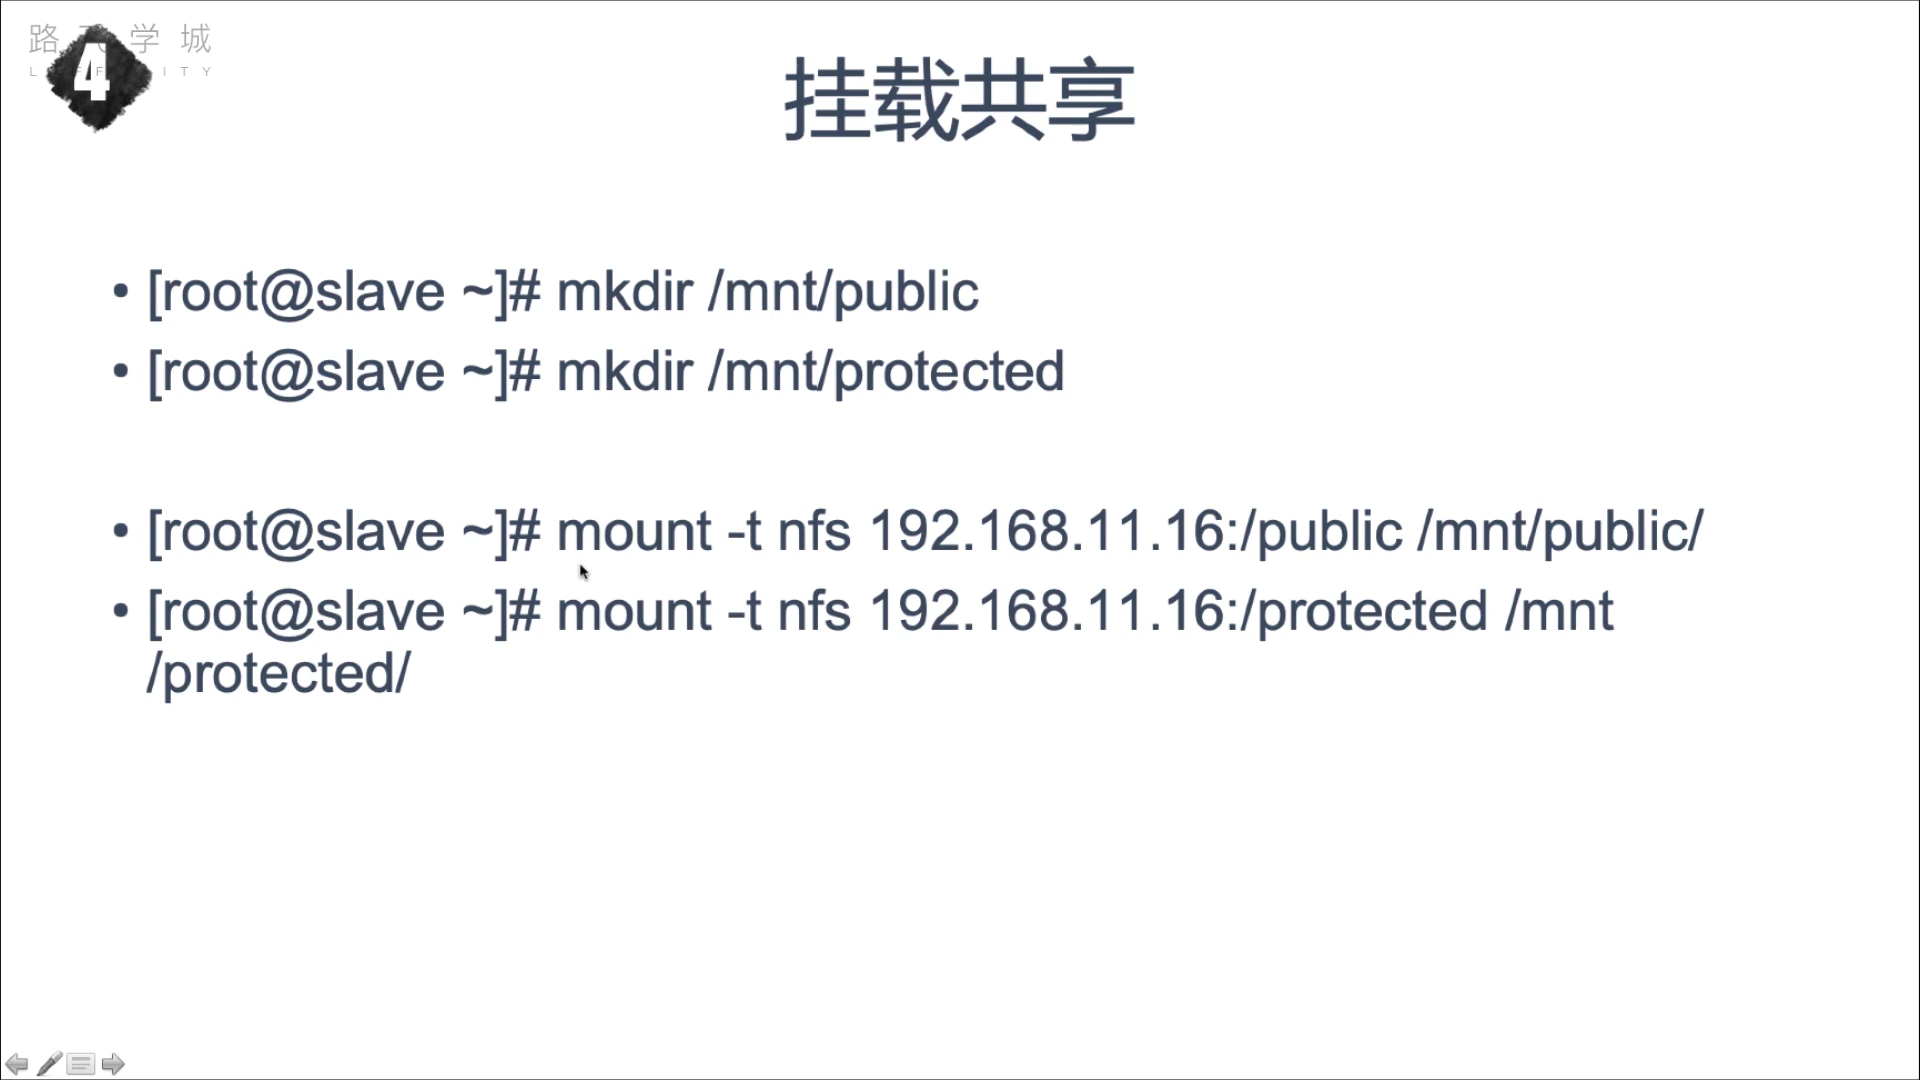 路 学 城
4
挂载共享
• [root@slave ~]# mkdir /mnt/public
• [root@slave ~]# mkdir /mnt/protected
• [root@slave ~]# mount -t nfs 192.168.11.16:/public /mnt/public/
• [root@slave ~]# mount -t nfs 192.168.11.16:/protected /mnt
/protected/